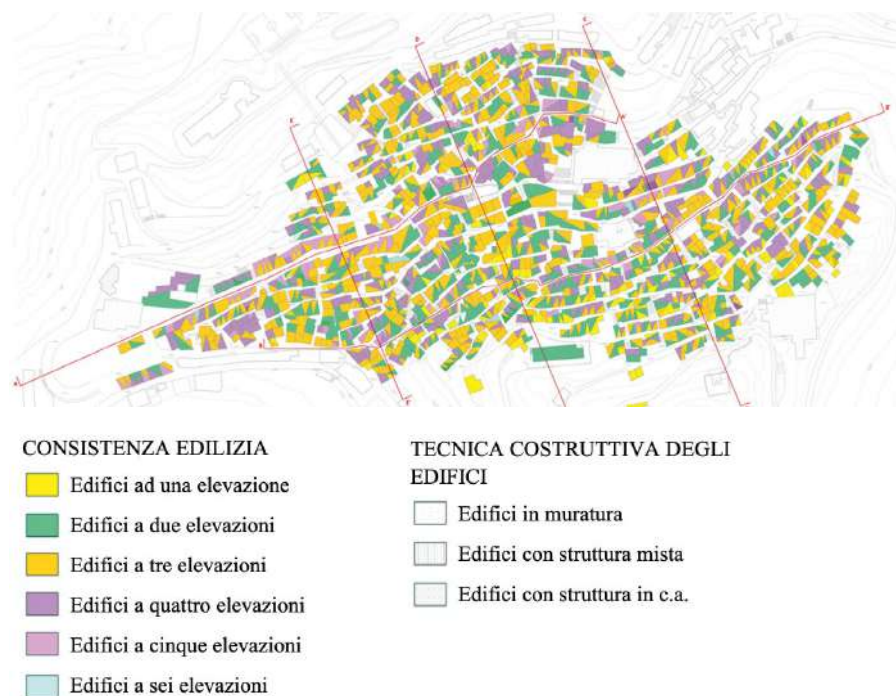 CONSISTENZA EDILIZIA
Edifici ad una elevazione
Edifici a due elevazioni
Edifici a tre elevazioni
Edifici a quattro elevazioni
Edifici a cinque elevazioni
Edifici a sei elevazioni
TECNICA COSTRUTTIVA DEGLI
EDIFICI
Edifici in muratura
Edifici con struttura mista
Edifici con struttura in c.a.